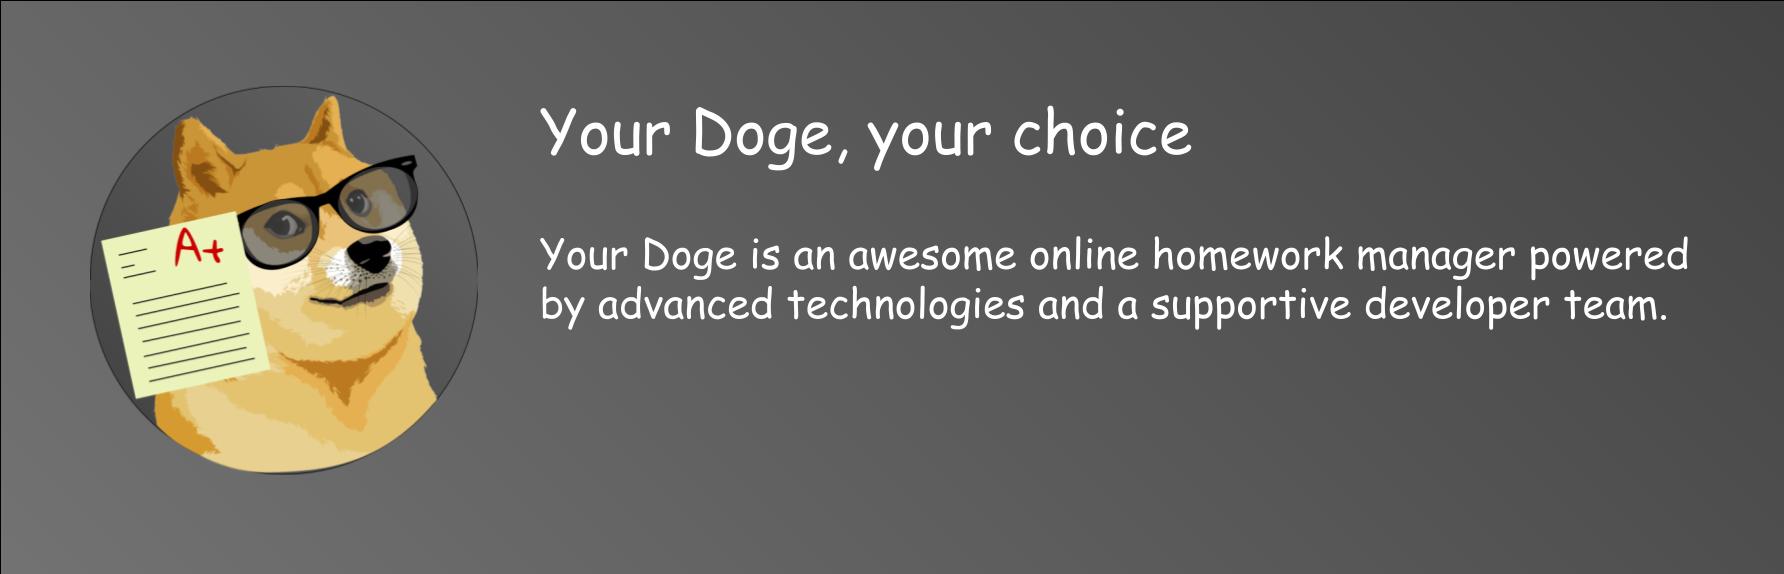 A+
Your Doge, your choice
Your Doge is an awesome online homework manager powered
by advanced technologies and a supportive developer team.